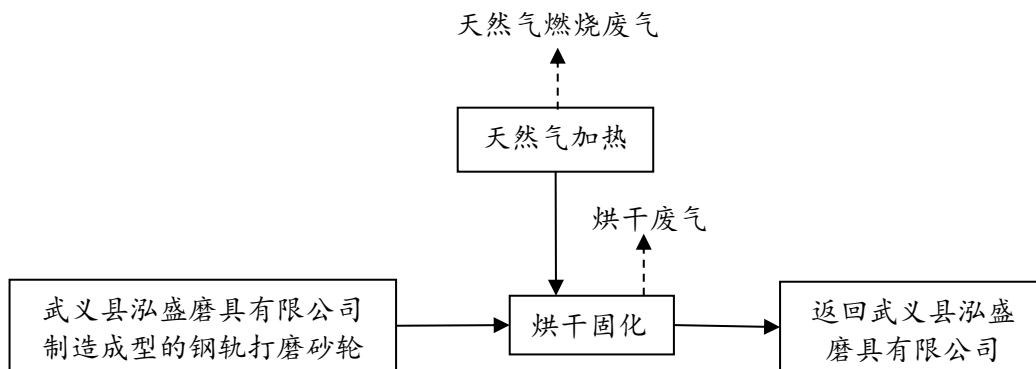 天然气燃烧废气
天然气加热
烘干废气
武义县泓盛磨具有限公司
制造成型的钢轨打磨砂轮
烘干固化
返回武义县泓盛
磨具有限公司